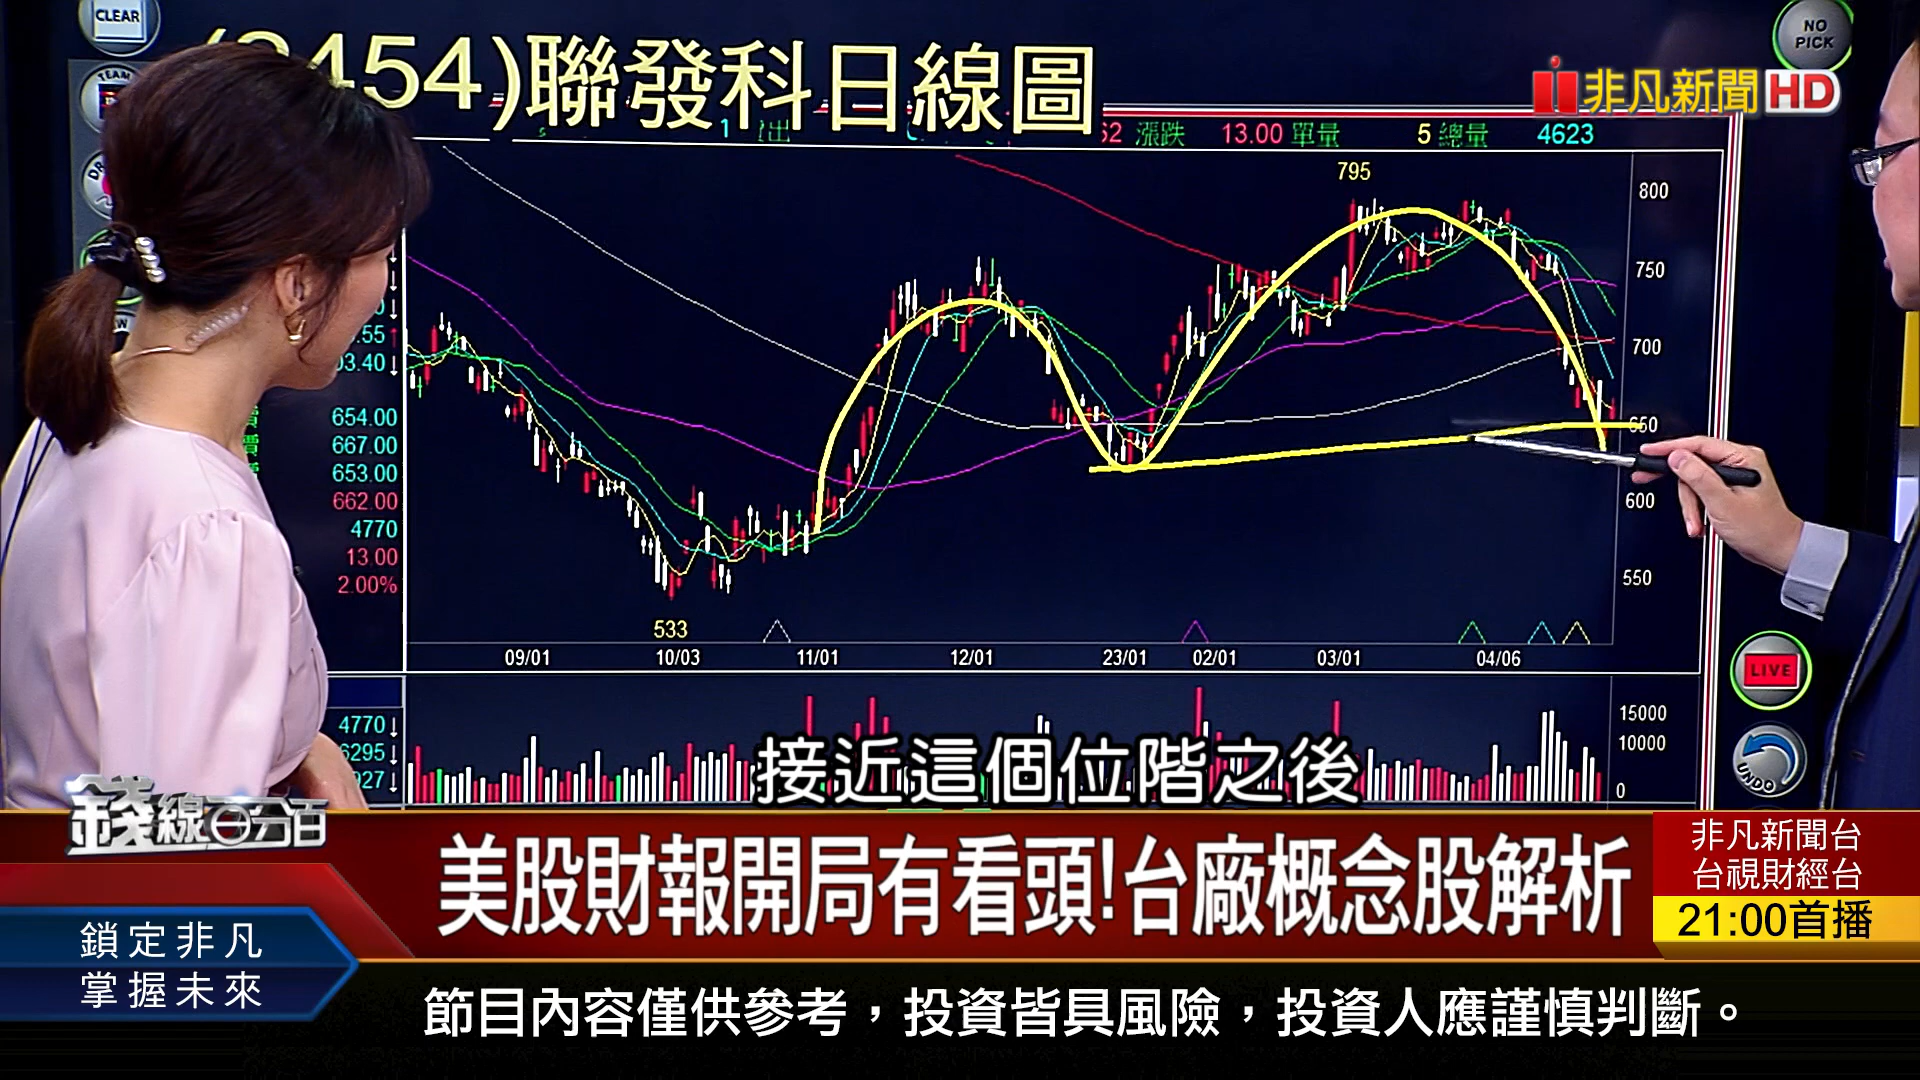 CLEAR
NO
PICK
454)聯發科日線圖
非凡新聞HD
漲跌 13.00 單量 5 總量 4623
795
800
750
700
650
600
550
.55
03.40↓
654.00
667.00
653.00
662.00
4770
13.00
2.00%
533
09/01 10/03 11/01 12/01 23/01 02/01 03/01 04/06
LIVE
UNDO
4770↓
6295↓
927↓
15000
10000
0
接近這個位階之後
錢線百分百
美股財報開局有看頭!台廠概念股解析
非凡新聞台
台視財經台
21:00首播
鎖定非凡
掌握未來
節目內容僅供參考，投資皆具風險，投資人應謹慎判斷。